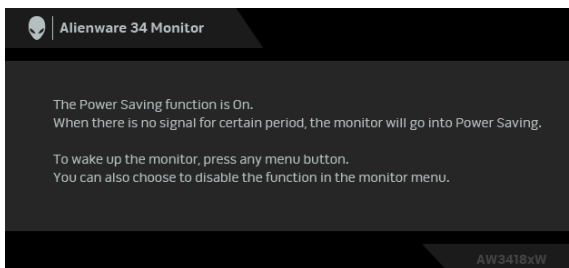 Alienware 34 Monitor
The Power Saving function is On.
When there is no signal for certain period, the monitor will go into Power Saving.
To wake up the monitor, press any menu button.
You can also choose to disable the function in the monitor menu.
AW3418xW